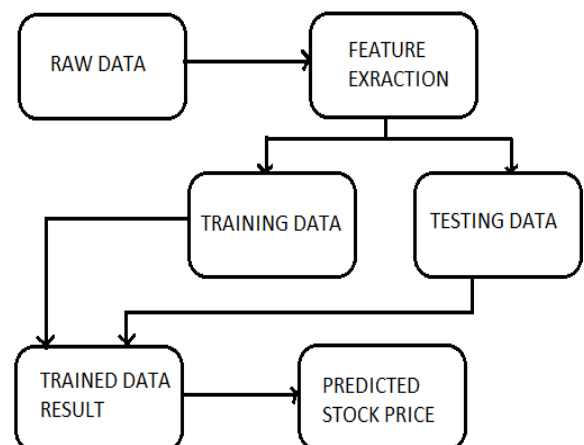 RAW DATA
FEATURE
EXRACTION
TRAINING DATA
TESTING DATA
TRAINED DATA
RESULT
PREDICTED
STOCK PRICE